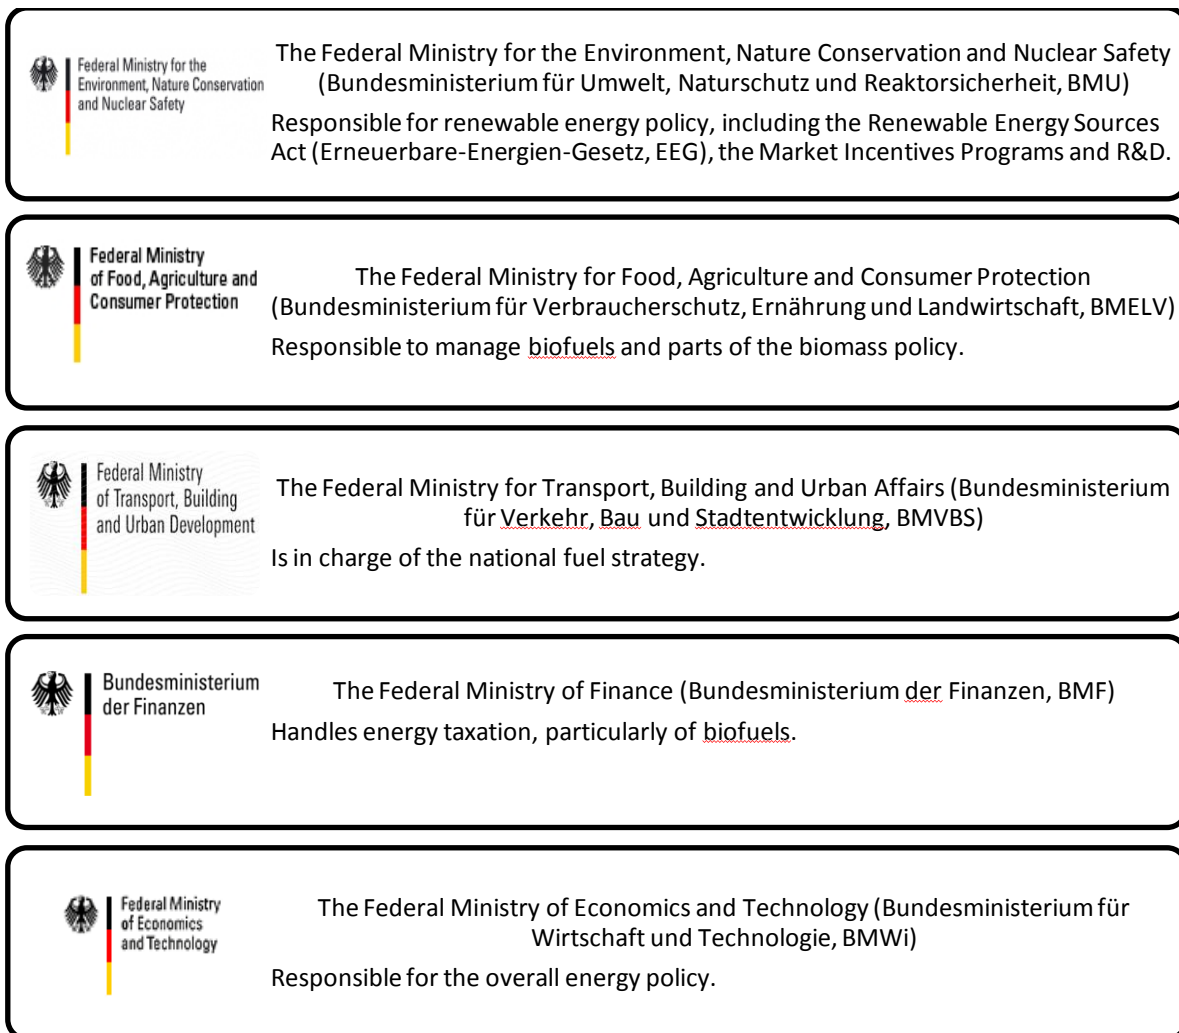 Federal Ministry for the
Environment, Nature Conservation
and Nuclear Safety
The Federal Ministry for the Environment, Nature Conservation and Nuclear Safety
(Bundesministerium für Umwelt, Naturschutz und Reaktorsicherheit, BMU)
Responsible for renewable energy policy, including the Renewable Energy Sources
Act (Erneuerbare-Energien-Gesetz, EEG), the Market Incentives Programs and R&D.
Federal Ministry
of Food, Agriculture and
Consumer Protection
The Federal Ministry for Food, Agriculture and Consumer Protection
(Bundesministerium für Verbraucherschutz, Ernährung und Landwirtschaft, BMELV)
Responsible to manage biofuels and parts of the biomass policy.
Federal Ministry
of Transport, Building
and Urban Development
The Federal Ministry for Transport, Building and Urban Affairs (Bundesministerium
für Verkehr, Bau und Stadtentwicklung, BMVBS)
Is in charge of the national fuel strategy.
Bundesministerium
der Finanzen
The Federal Ministry of Finance (Bundesministerium der Finanzen, BMF)
Handles energy taxation, particularly of biofuels.
Federal Ministry
of Economics
and Technology
The Federal Ministry of Economics and Technology (Bundesministerium für
Wirtschaft und Technologie, BMWi)
Responsible for the overall energy policy.